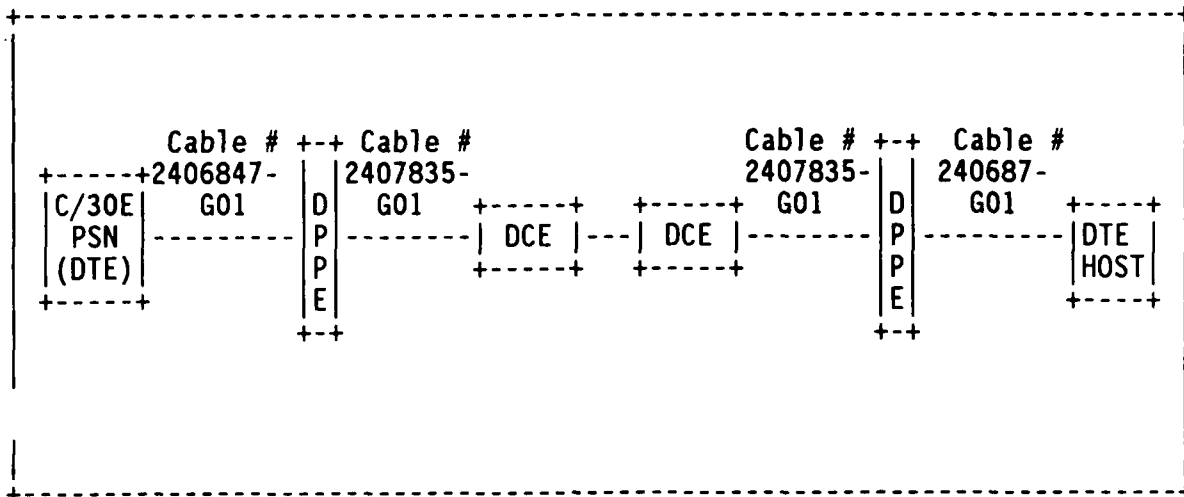 Cable # Cable # Cable # Cable #
2406847- 2407835- 2407835- 240687-
C/30E G01 D G01 G01 D G01
PSN P DCE DCE P DTE
(DTE) P P HOST
E E